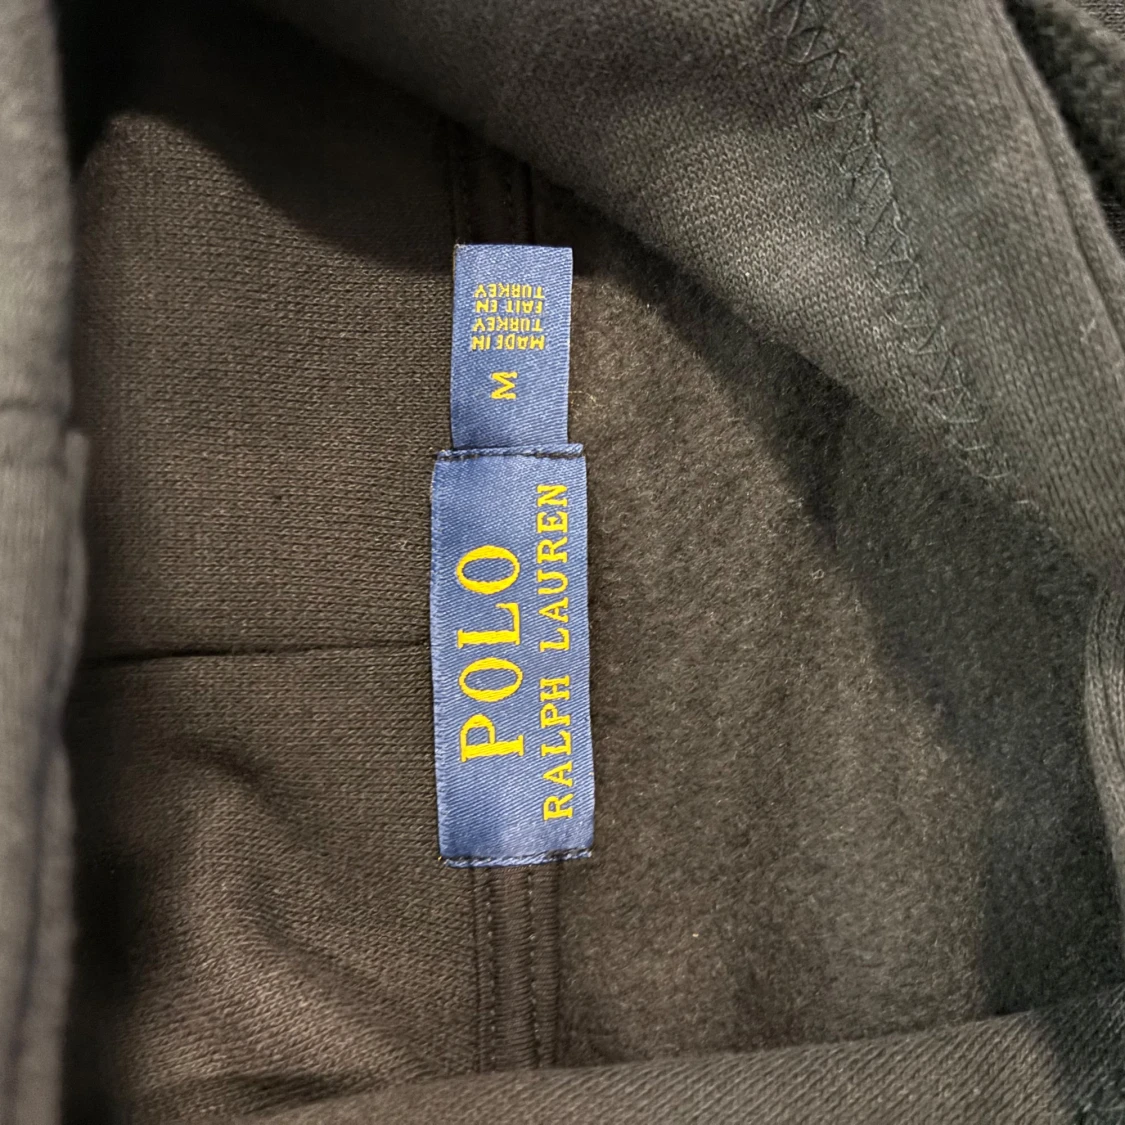 POLO
RALPH LAUREN
M
MADE IN
TURKEY
FAIT EN
TURKEY